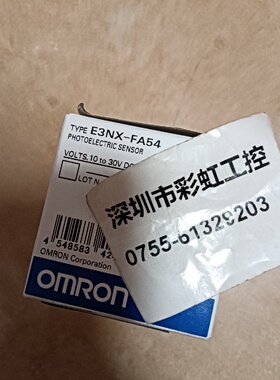 TYPE E3NX-FA54
PHOTOELECTRIC SENSOR
VOLTS. 10 to 30V DC
LOT N
深圳市彩虹工控
0755-61329203
4 548583 42
OMRON Corporation
OMRON